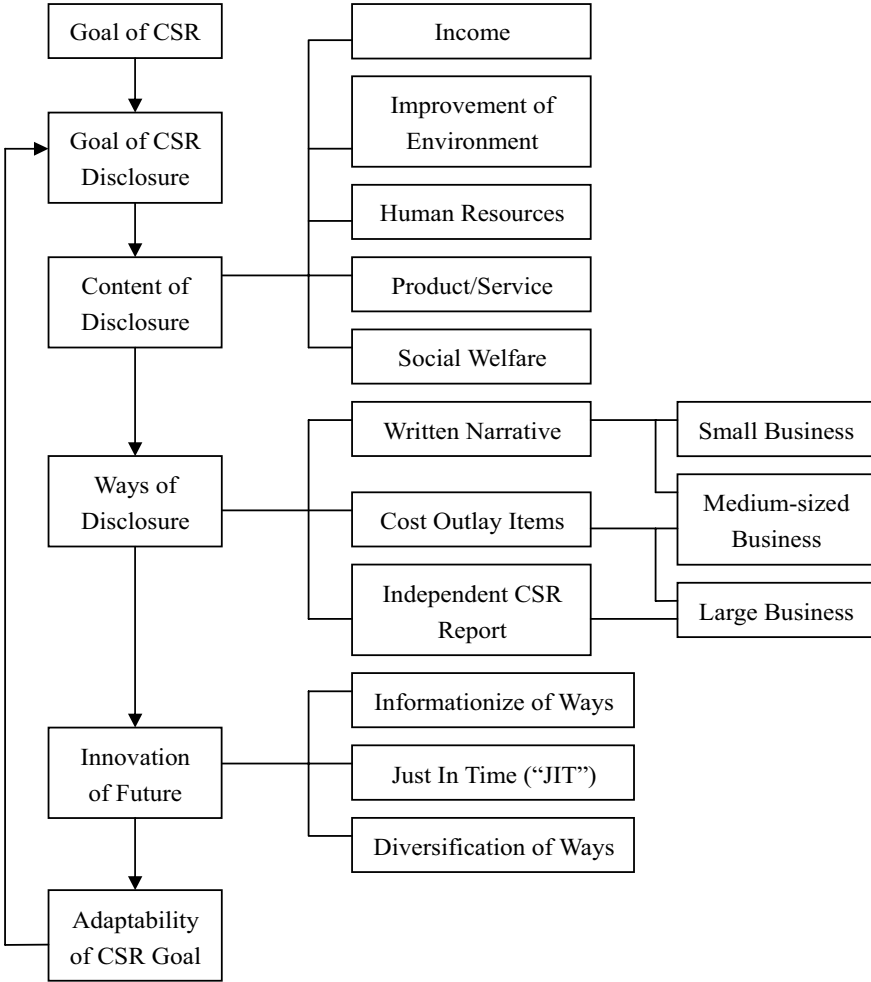 Goal of CSR
Goal of CSR
Disclosure
Content of
Disclosure
Income
Improvement of
Environment
Human Resources
Product/Service
Social Welfare
Ways of
Disclosure
Written Narrative
Cost Outlay Items
Independent CSR
Report
Small Business
Medium-sized
Business
Large Business
Innovation
of Future
Informationize of Ways
Just In Time (“JIT”)
Diversification of Ways
Adaptability
of CSR Goal